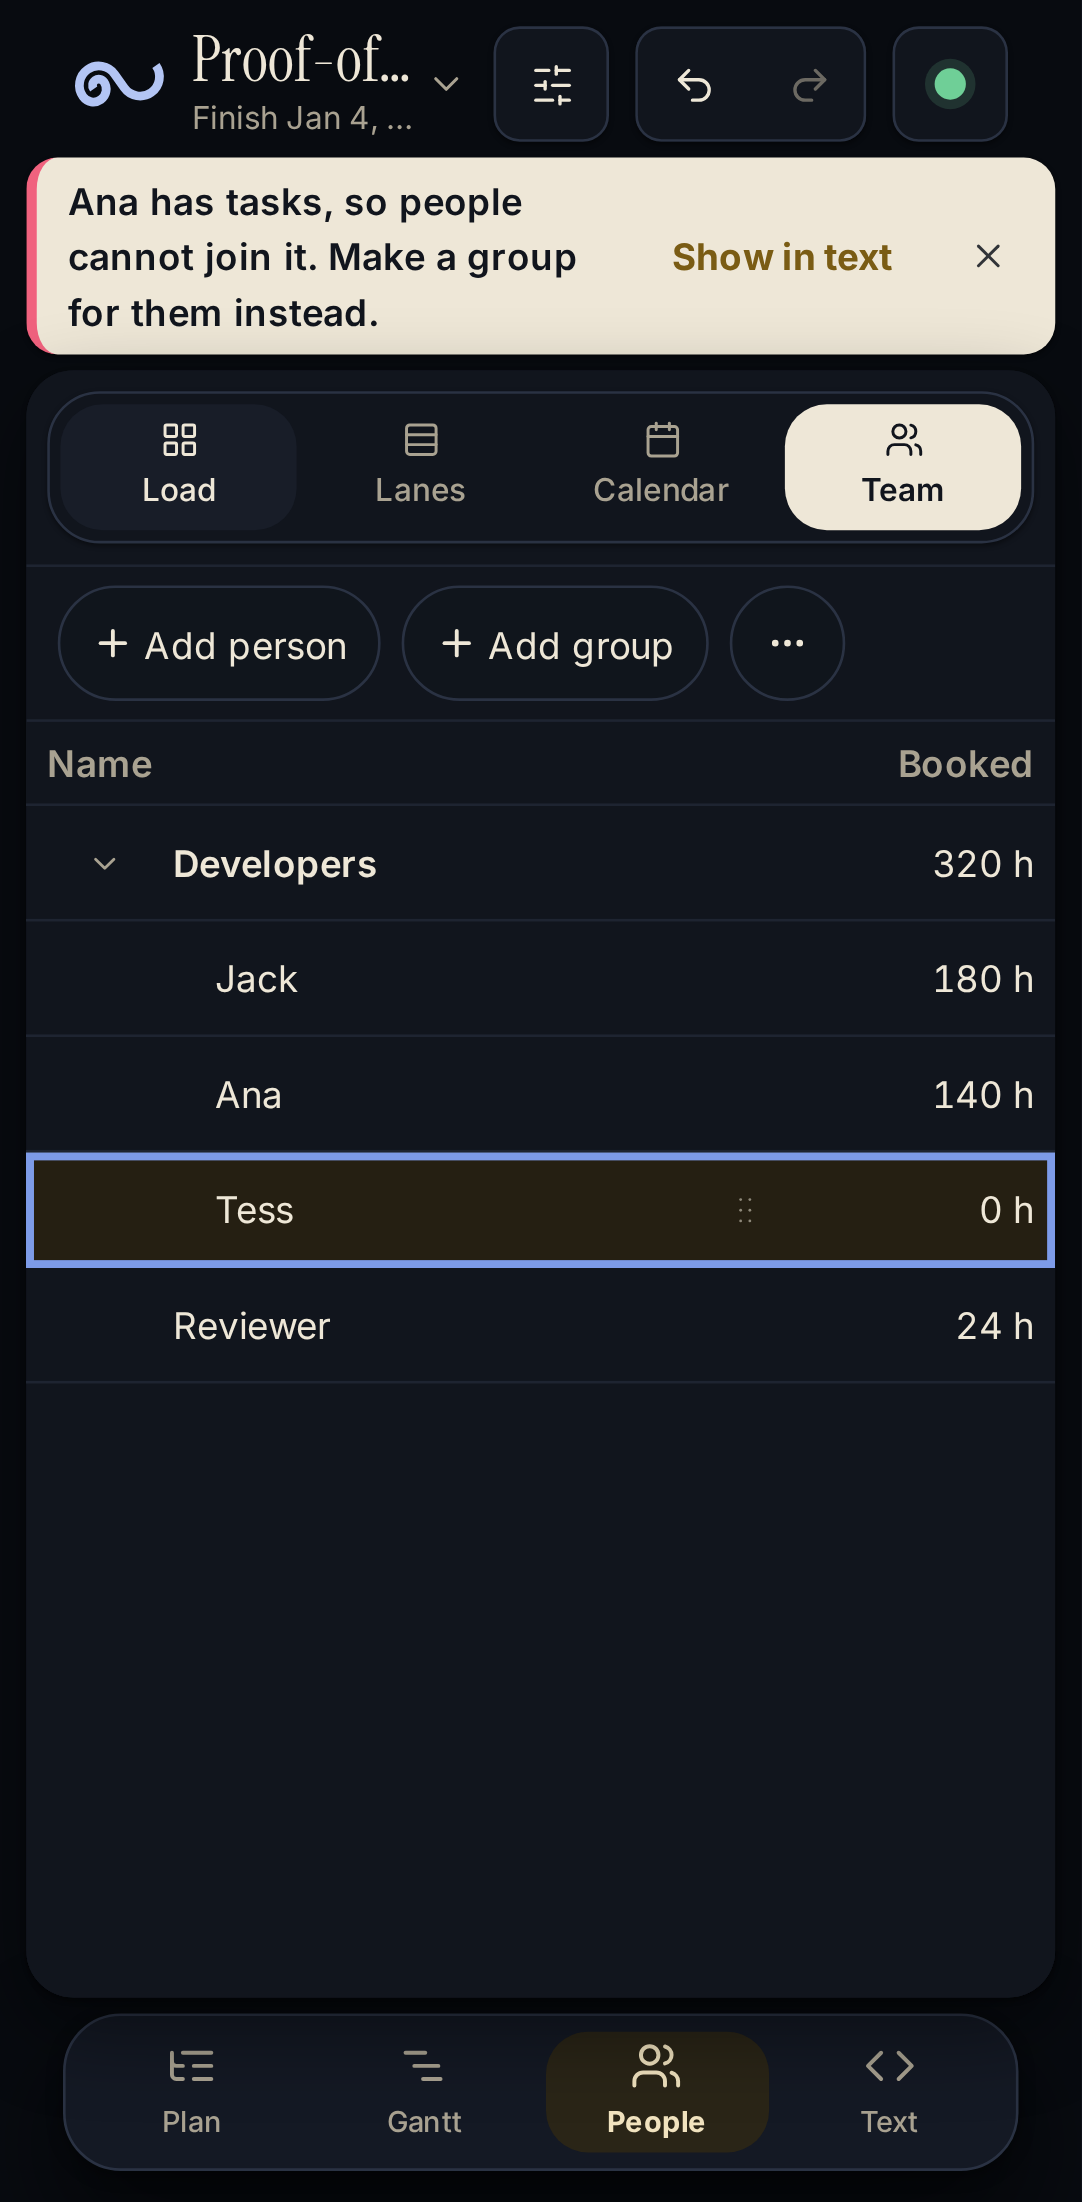 Proof-of...
Finish Jan 4, ...
Ana has tasks, so people
cannot join it. Make a group
for them instead.
Show in text
Load
Lanes
Calendar
Team
+ Add person
+ Add group
Name
Booked
Developers
320 h
Jack
180 h
Ana
140 h
Tess
0 h
Reviewer
24 h
Plan
Gantt
People
Text